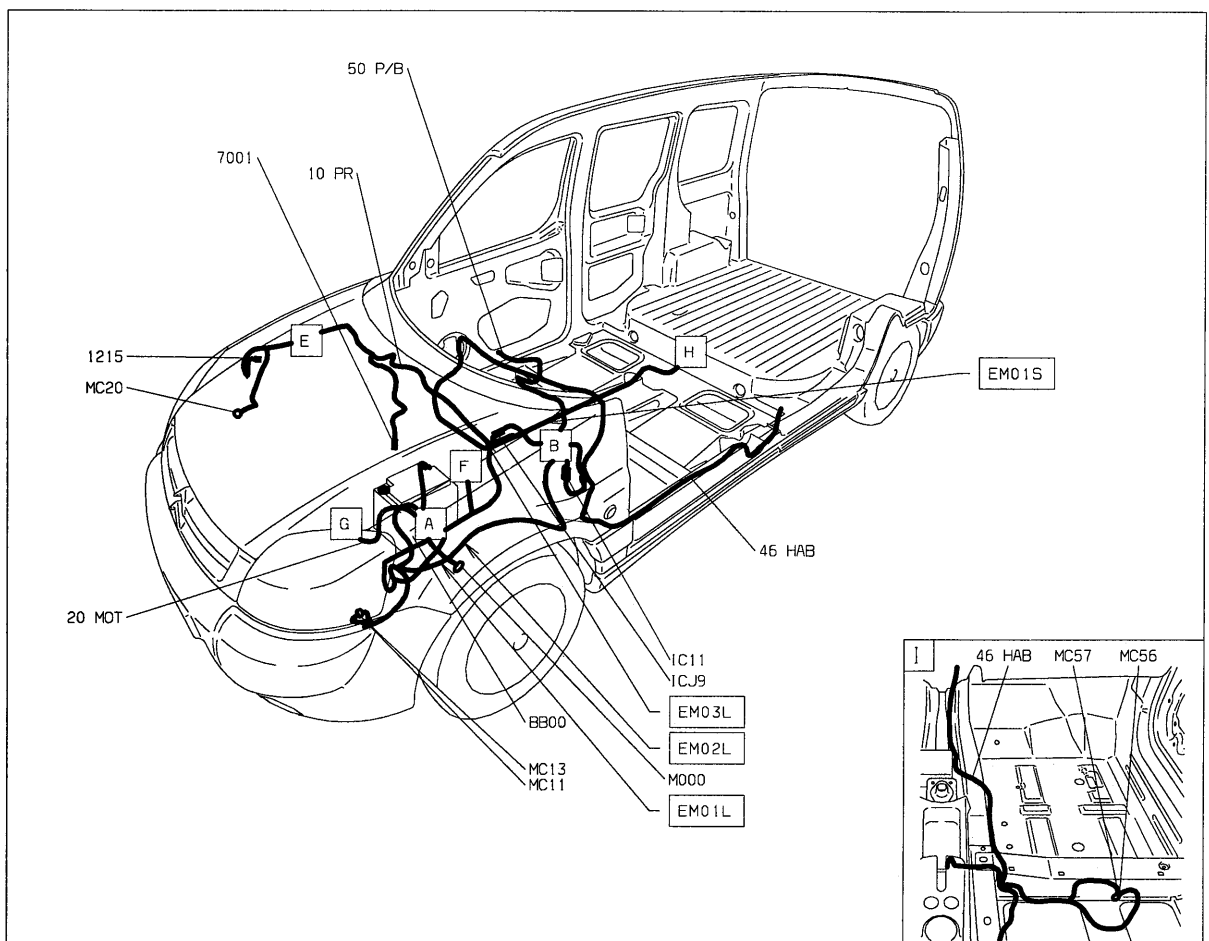 50 P/B
7001
10 PR
E
1215
MC20
H
EM01S
B
F
G
A
46 HAB
20 MOT
IC11
ICJ9
EM03L
BB00
EM02L
MC13
M000
MC11
EM01L
I
46 HAB
MC57
MC56